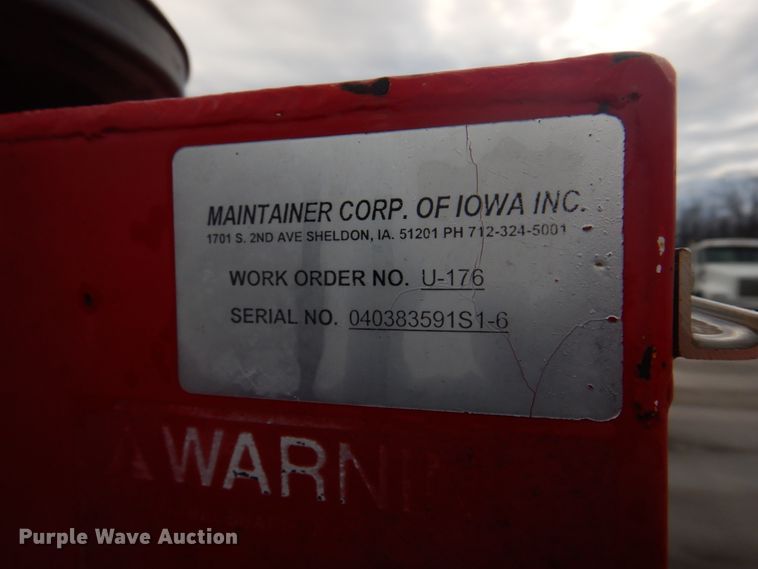 MAINTAINER CORP. OF IOWA INC.
1701 S. 2ND AVE SHELDON, IA. 51201 PH 712-324-5001
WORK ORDER NO. U-176
SERIAL NO. 040383591S1-6
WARNIN
Purple Wave Auction